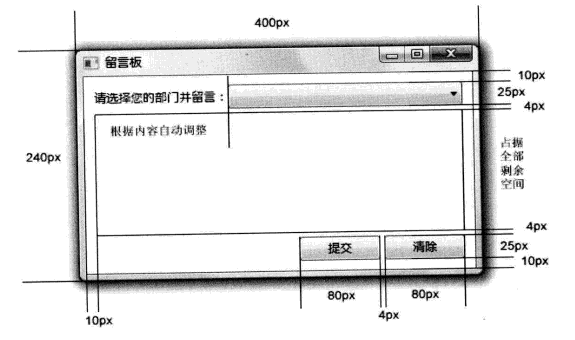 400px
留言板
10px
请选择您的部门并留言：
25px
4px
根据内容自动调整
240px
占据
全部
剩余
空间
4px
提交
清除
25px
10px
80px
80px
10px
4px